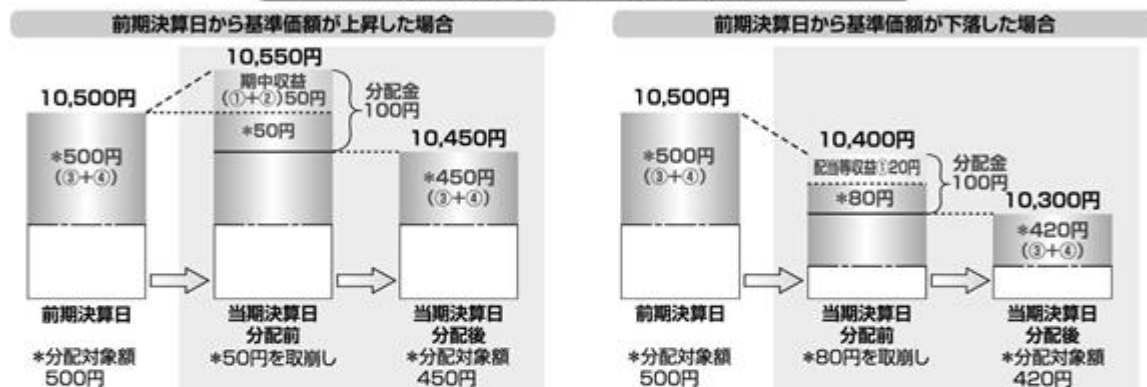 前期決算日から基準価額が上昇した場合
10,550円
期中収益
(①+②)50円
分配金
100円
10,500円
*50円
10,450円
*500円
(③+④)
*450円
(③+④)
前期決算日
当期決算日
分配前
当期決算日
分配後
*分配対象額
500円
*50円を取崩し
*分配対象額
450円
前期決算日から基準価額が下落した場合
10,500円
10,400円
*500円
(③+④)
配当等収益①20円
分配金
100円
*80円
10,300円
*420円
(③+④)
前期決算日
当期決算日
分配前
当期決算日
分配後
*分配対象額
500円
*80円を取崩し
*分配対象額
420円